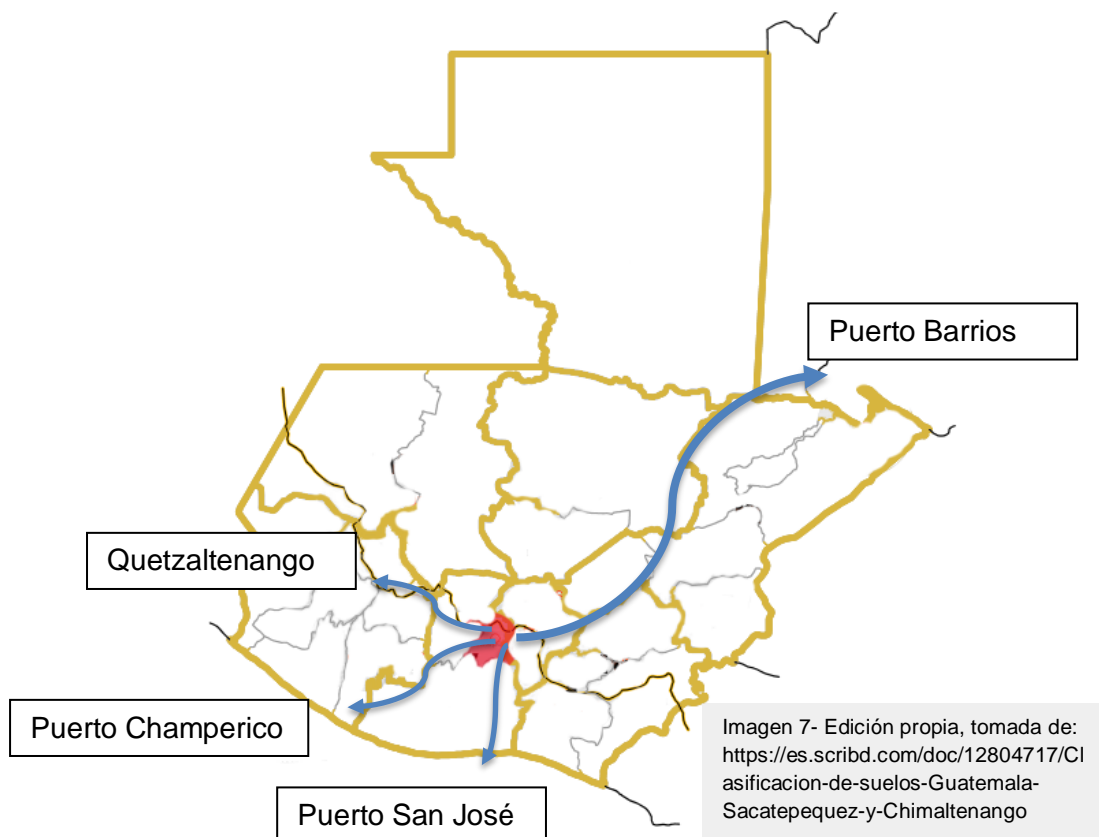 Puerto Barrios
Quetzaltenango
Puerto Champerico
Puerto San José
Imagen 7- Edición propia, tomada de:
https://es.scribd.com/doc/12804717/Cl
asificacion-de-suelos-Guatemala-
Sacatepequez-y-Chimaltenango